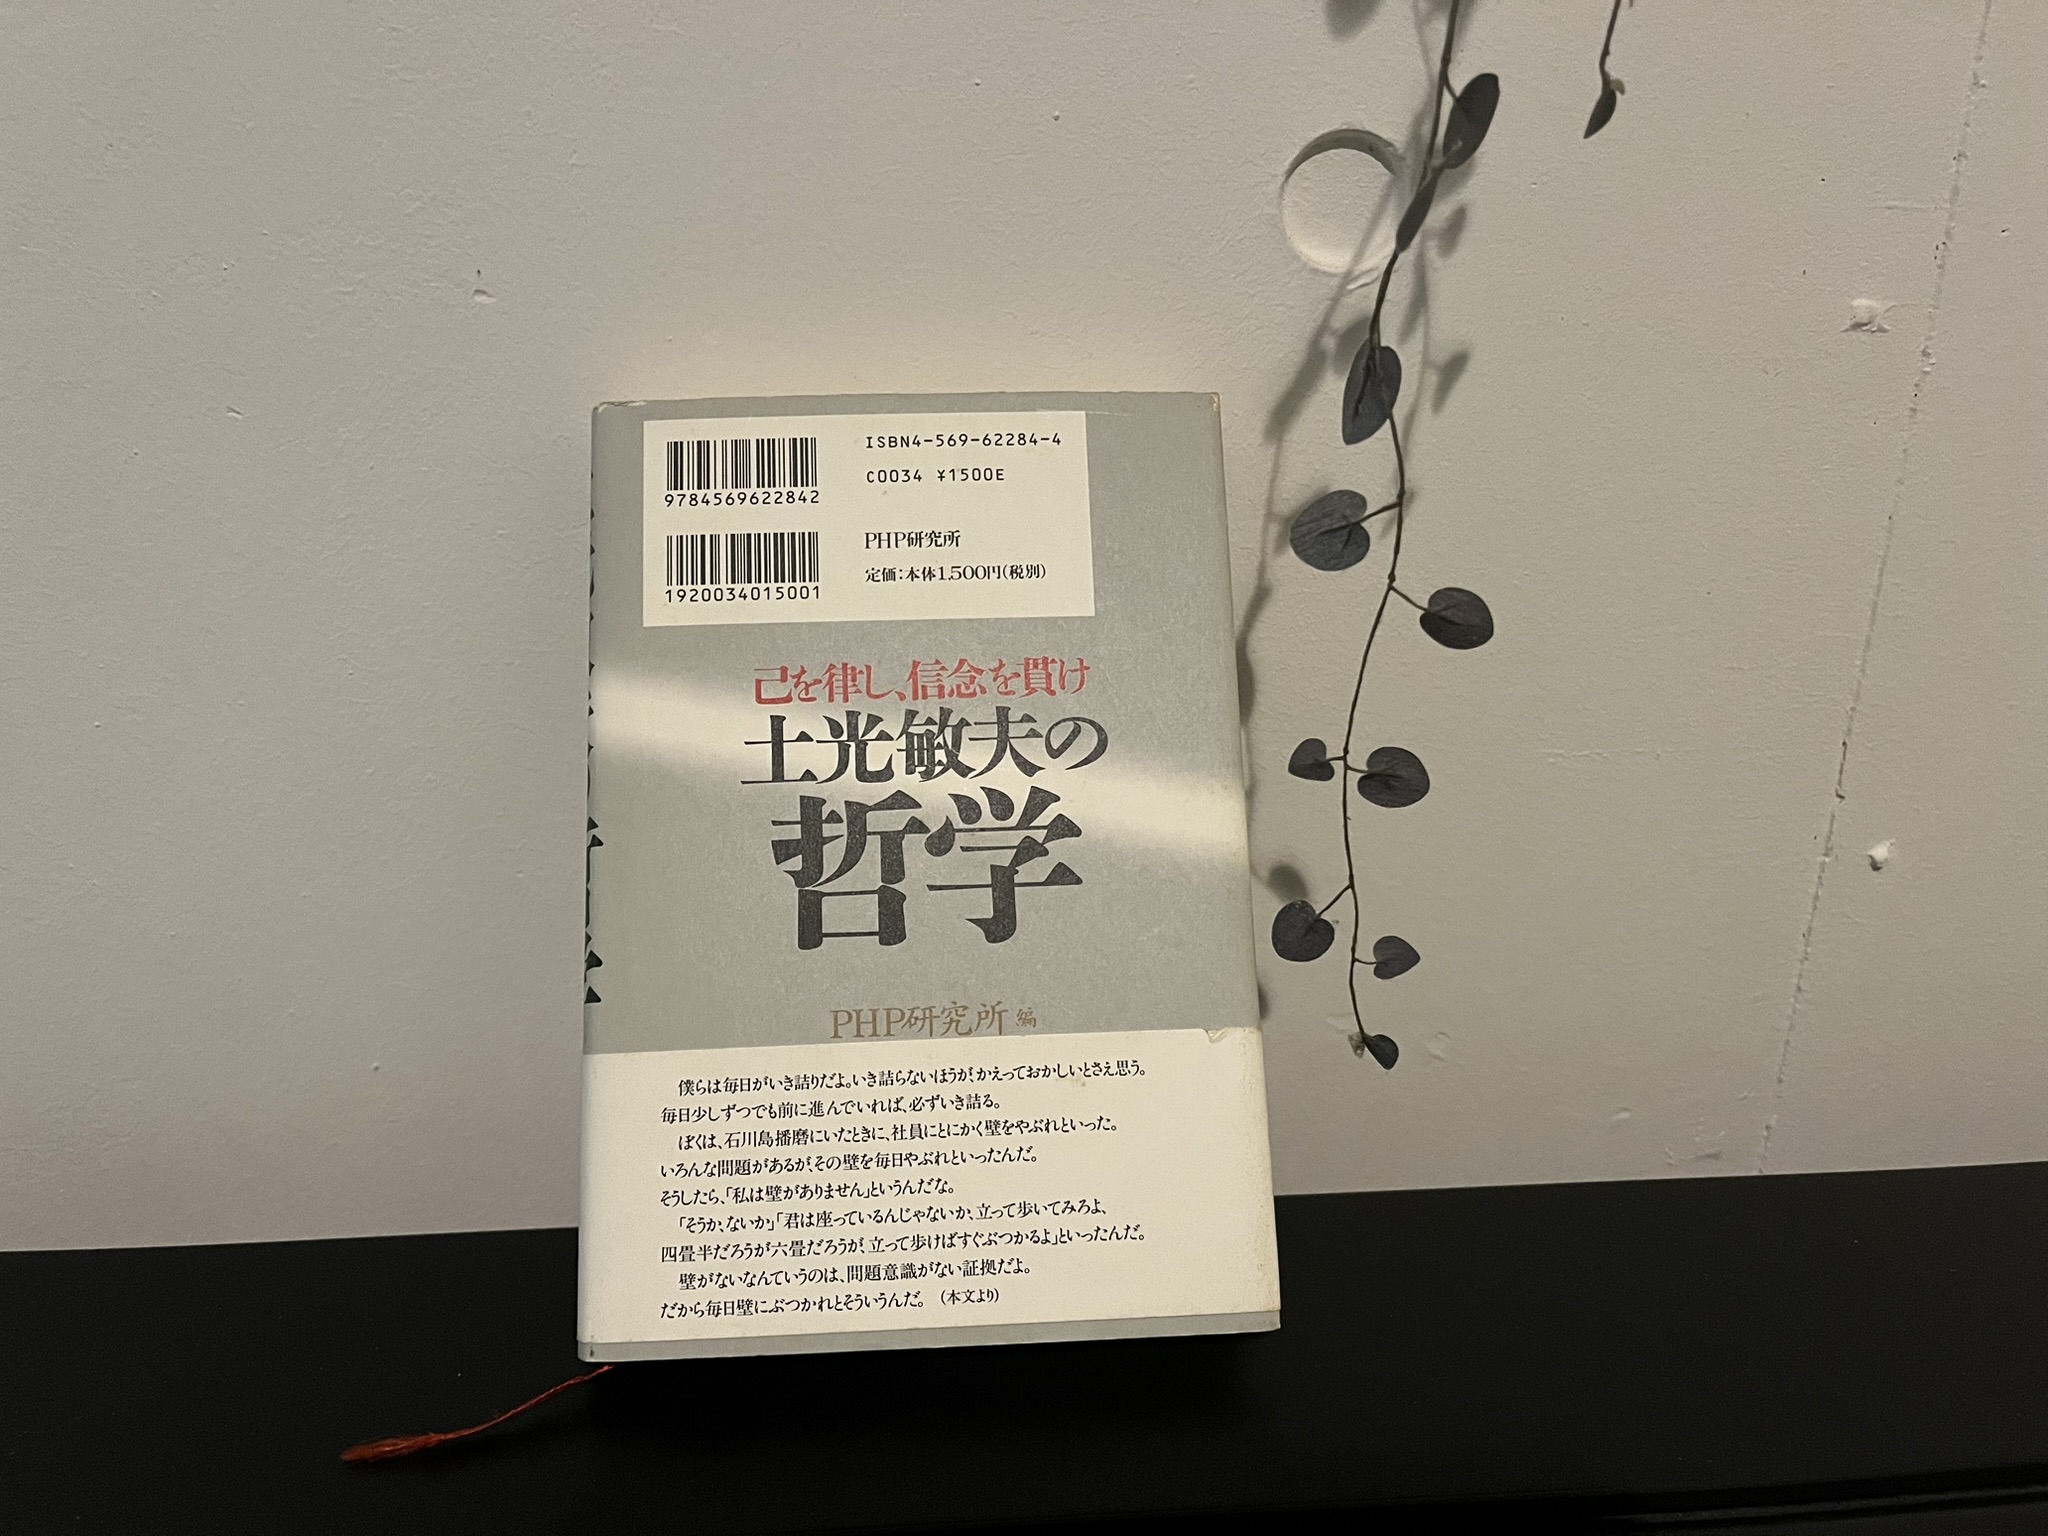 ISBN4-569-62284-4
C0034 ¥1500E
9784569622842
PHP研究所
定価：本体1,500円（税別）
1920034015001
己を律し、信念を貫け
土光敏夫の
哲学
PHP研究所 編
僕らは毎日がいき詰りだよ。いき詰らないほうが、かえっておかしいとさえ思う。
毎日少しずつでも前に進んでいれば、必ずいき詰る。
ぼくは、石川島播磨にいたときに、社員にとにかく壁をやぶれといった。
いろんな問題があるが、その壁を毎日やぶれといったんだ。
そうしたら、「私は壁がありません」というんだな。
「そうか、ないか」「君は座っているんじゃないか、立って歩いてみろよ、
四畳半だろうが六畳だろうが、立って歩けばすぐぶつかるよ」といったんだ。
壁がないなんていうのは、問題意識がない証拠だよ。
だから毎日壁にぶつかれとそういうんだ。（本文より）